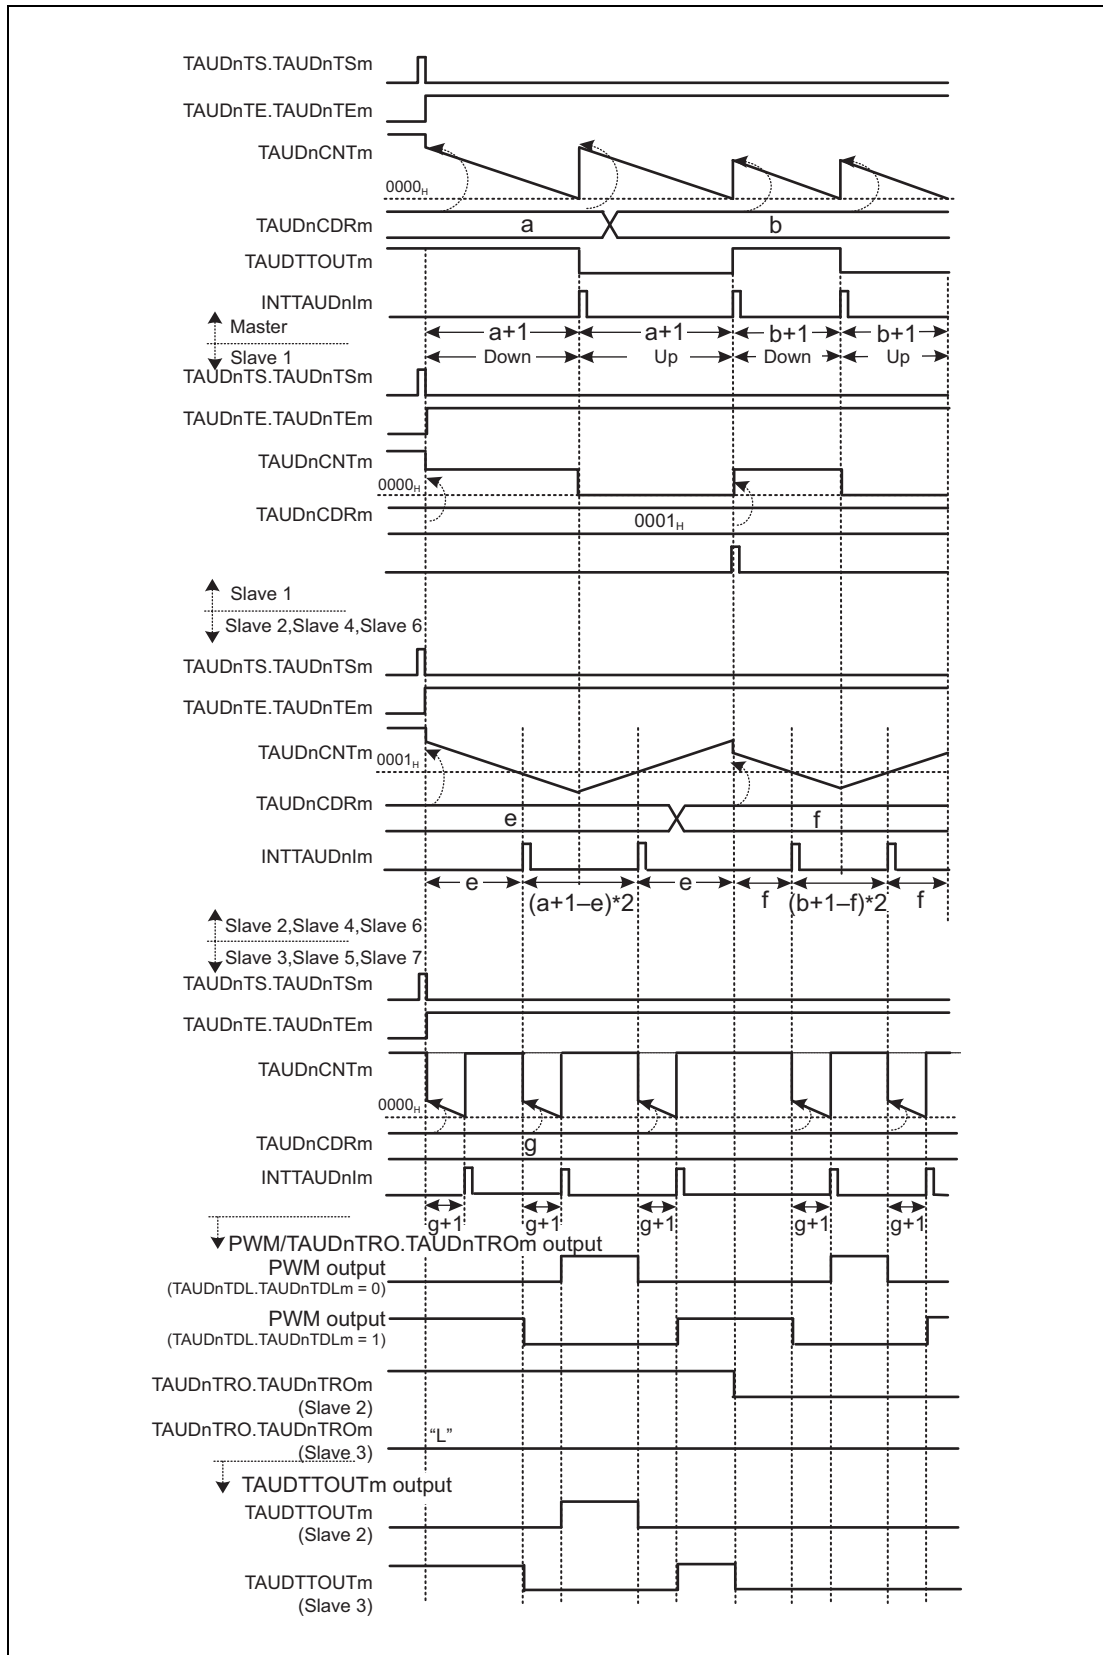 TAUDnTS.TAUDnTSm
TAUDnTE.TAUDnTEm
TAUDnCNTm
0000H
TAUDnCDRm
a
b
TAUDTTOUTm
INTTAUDnIm
Master
a+1
a+1
b+1
b+1
Slave 1
Down
Up
Down
Up
TAUDnTS.TAUDnTSm
TAUDnTE.TAUDnTEm
TAUDnCNTm
0000H
TAUDnCDRm
0001H
Slave 1
Slave 2,Slave 4,Slave 6
TAUDnTS.TAUDnTSm
TAUDnTE.TAUDnTEm
TAUDnCNTm
0001H
TAUDnCDRm
e
f
INTTAUDnIm
e
(a+1–e)*2
e
f
(b+1–f)*2
f
Slave 2,Slave 4,Slave 6
Slave 3,Slave 5,Slave 7
TAUDnTS.TAUDnTSm
TAUDnTE.TAUDnTEm
TAUDnCNTm
0000H
TAUDnCDRm
g
INTTAUDnIm
g+1
g+1
g+1
g+1
g+1
PWM/TAUDnTRO.TAUDnTROm output
PWM output
(TAUDnTDL.TAUDnTDLm = 0)
PWM output
(TAUDnTDL.TAUDnTDLm = 1)
TAUDnTRO.TAUDnTROm
(Slave 2)
TAUDnTRO.TAUDnTROm
“L”
(Slave 3)
TAUDTTOUTm output
TAUDTTOUTm
(Slave 2)
TAUDTTOUTm
(Slave 3)